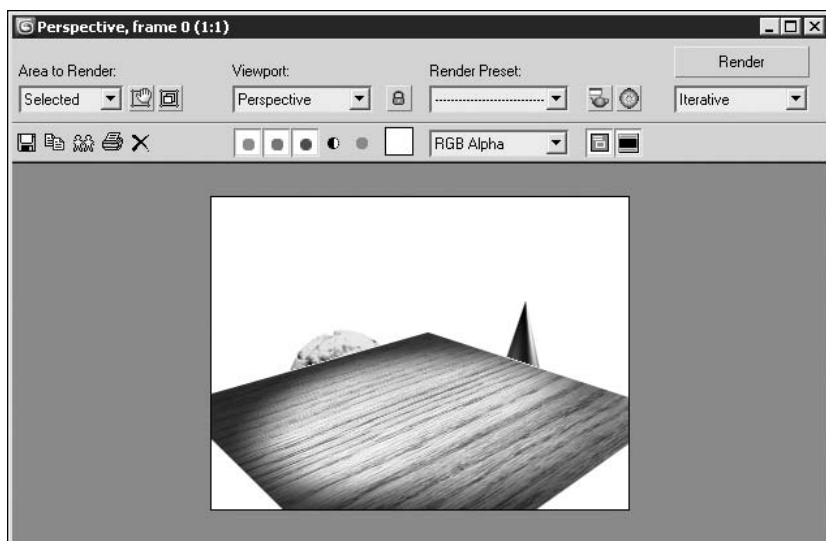 Perspective, frame 0 (1:1)
Area to Render:
Viewport:
Render Preset:
Render
Selected
Perspective
Iterative
RGB Alpha